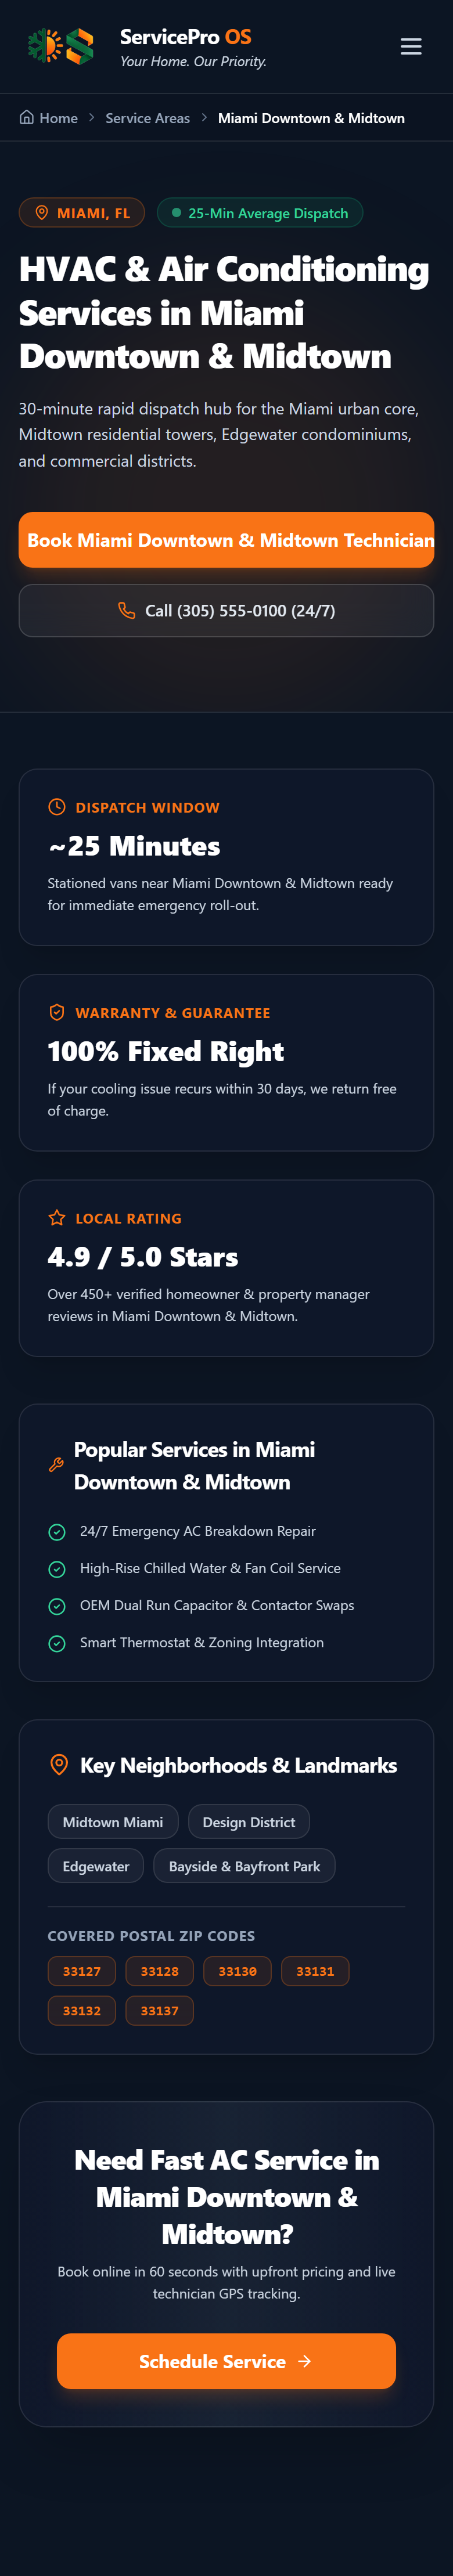 ServicePro OS
Your Home. Our Priority.
Home > Service Areas > Miami Downtown & Midtown
MIAMI, FL
25-Min Average Dispatch
HVAC & Air Conditioning
Services in Miami
Downtown & Midtown
30-minute rapid dispatch hub for the Miami urban core,
Midtown residential towers, Edgewater condominiums,
and commercial districts.
Book Miami Downtown & Midtown Technician
Call (305) 555-0100 (24/7)
DISPATCH WINDOW
~25 Minutes
Stationed vans near Miami Downtown & Midtown ready
for immediate emergency roll-out.
WARRANTY & GUARANTEE
100% Fixed Right
If your cooling issue recurs within 30 days, we return free
of charge.
LOCAL RATING
4.9 / 5.0 Stars
Over 450+ verified homeowner & property manager
reviews in Miami Downtown & Midtown.
Popular Services in Miami
Downtown & Midtown
24/7 Emergency AC Breakdown Repair
High-Rise Chilled Water & Fan Coil Service
OEM Dual Run Capacitor & Contactor Swaps
Smart Thermostat & Zoning Integration
Key Neighborhoods & Landmarks
Midtown Miami
Design District
Edgewater
Bayside & Bayfront Park
COVERED POSTAL ZIP CODES
33127
33128
33130
33131
33132
33137
Need Fast AC Service in
Miami Downtown &
Midtown?
Book online in 60 seconds with upfront pricing and live
technician GPS tracking.
Schedule Service →